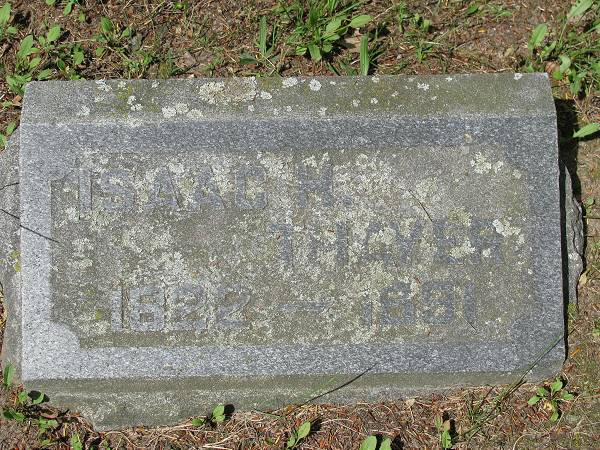 ISAAC H.
THAYER
1822 — 1891